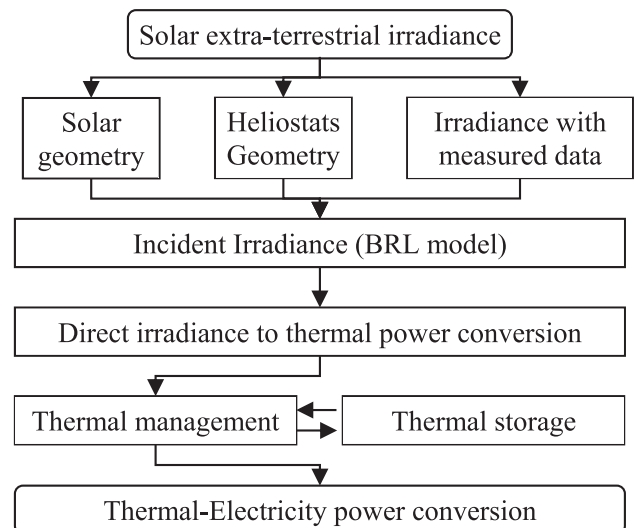 Solar extra-terrestrial irradiance
Solar
geometry
Heliostats
Geometry
Irradiance with
measured data
Incident Irradiance (BRL model)
Direct irradiance to thermal power conversion
Thermal management
Thermal storage
Thermal-Electricity power conversion